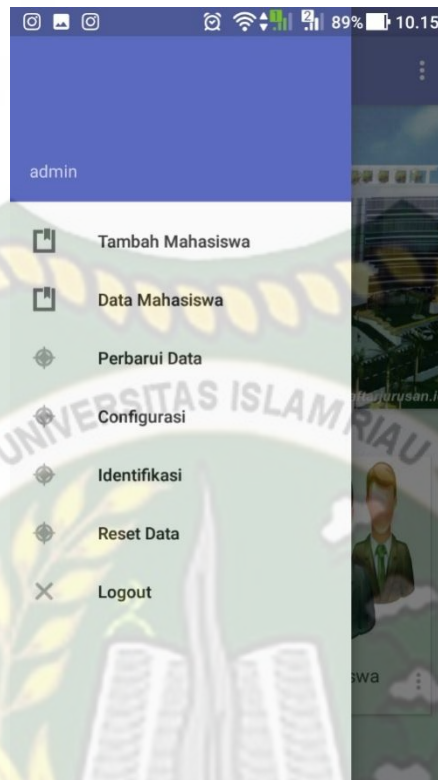 89% 10.15
admin
Tambah Mahasiswa
Data Mahasiswa
Perbarui Data
Configurasi
Identifikasi
Reset Data
Logout
UNIVERSITAS ISLAM RIAU
swa